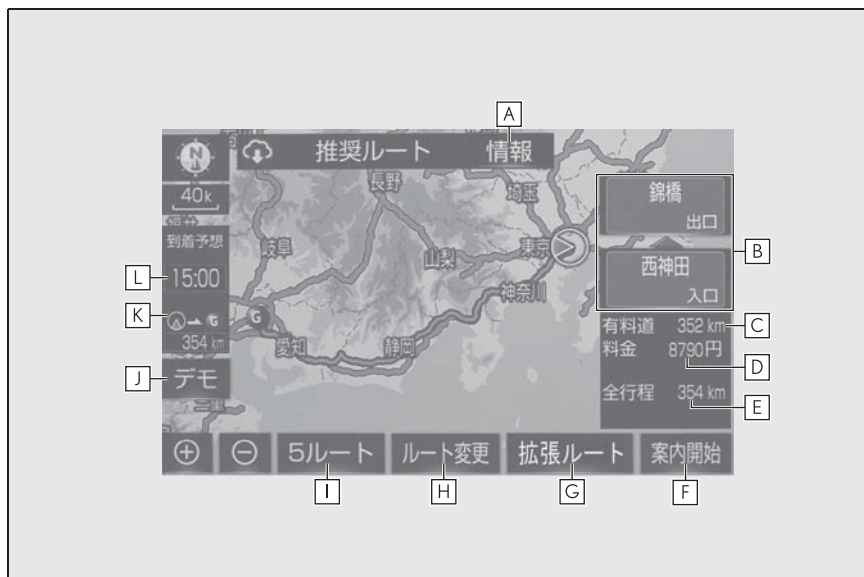 A
推奨ルート 情報
N
40k
長野
埼玉
錦橋
出口
B
到着予想
岐阜
山梨
東京
西神田
入口
L
15:00
神奈川
K
G
G
354 km
愛知
静岡
有料道 352 km
C
料金 8790円
D
J
デモ
全行程 354 km
E
三重
5ルート ルート変更 拡張ルート 案内開始
I H G F